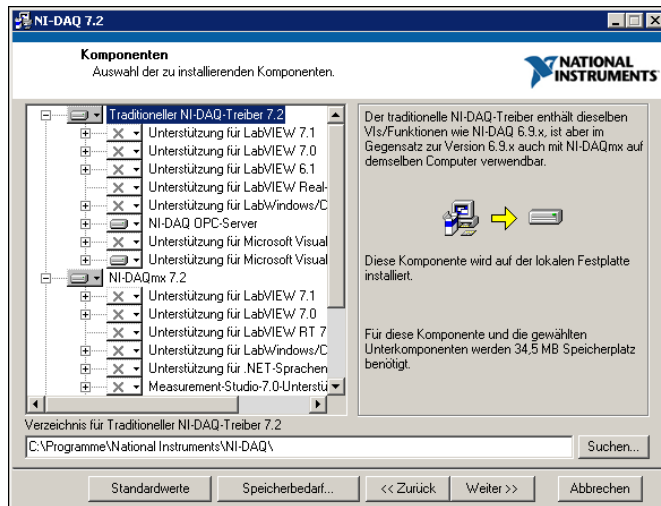 NI-DAQ 7.2
Komponenten
Auswahl der zu installierenden Komponenten.
NATIONAL
INSTRUMENTS
Traditioneller NI-DAQ-Treiber 7.2
Unterstützung für LabVIEW 7.1
Unterstützung für LabVIEW 7.0
Unterstützung für LabVIEW 6.1
Unterstützung für LabVIEW Real-
Unterstützung für LabWindows/C
NI-DAQ OPC-Server
Unterstützung für Microsoft Visual
Unterstützung für Microsoft Visual
NI-DAQmx 7.2
Unterstützung für LabVIEW 7.1
Unterstützung für LabVIEW 7.0
Unterstützung für LabVIEW RT 7
Unterstützung für LabWindows/C
Unterstützung für .NET-Sprachen
Measurement-Studio-7.0-Unterstü
Der traditionelle NI-DAQ-Treiber enthält dieselben
VIs/Funktionen wie NI-DAQ 6.9.x, ist aber im
Gegensatz zur Version 6.9.x auch mit NI-DAQmx auf
demselben Computer verwendbar.
Diese Komponente wird auf der lokalen Festplatte
installiert.
Für diese Komponente und die gewählten
Unterkomponenten werden 34,5 MB Speicherplatz
benötigt.
Verzeichnis für Traditioneller NI-DAQ-Treiber 7.2
C:\Programme\National Instruments\NI-DAQ\
Suchen...
Standardwerte
Speicherbedarf...
<< Zurück
Weiter >>
Abbrechen